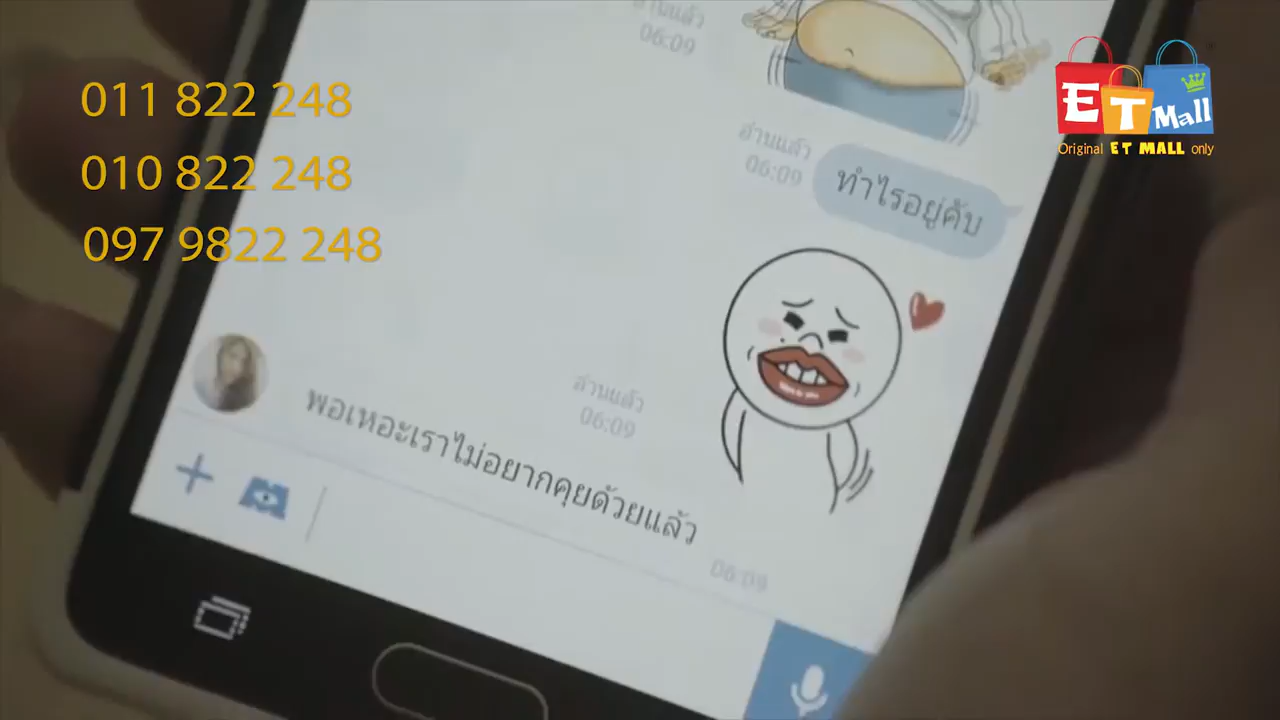 011 822 248
010 822 248
097 9822 248
ET Mall
Original ET MALL only
อ่านแล้ว
06:09
อ่านแล้ว
06:09
ทำไรอยู่คับ
อ่านแล้ว
06:09
พอเหอะเราไม่อยากคุยด้วยแล้ว
06:09